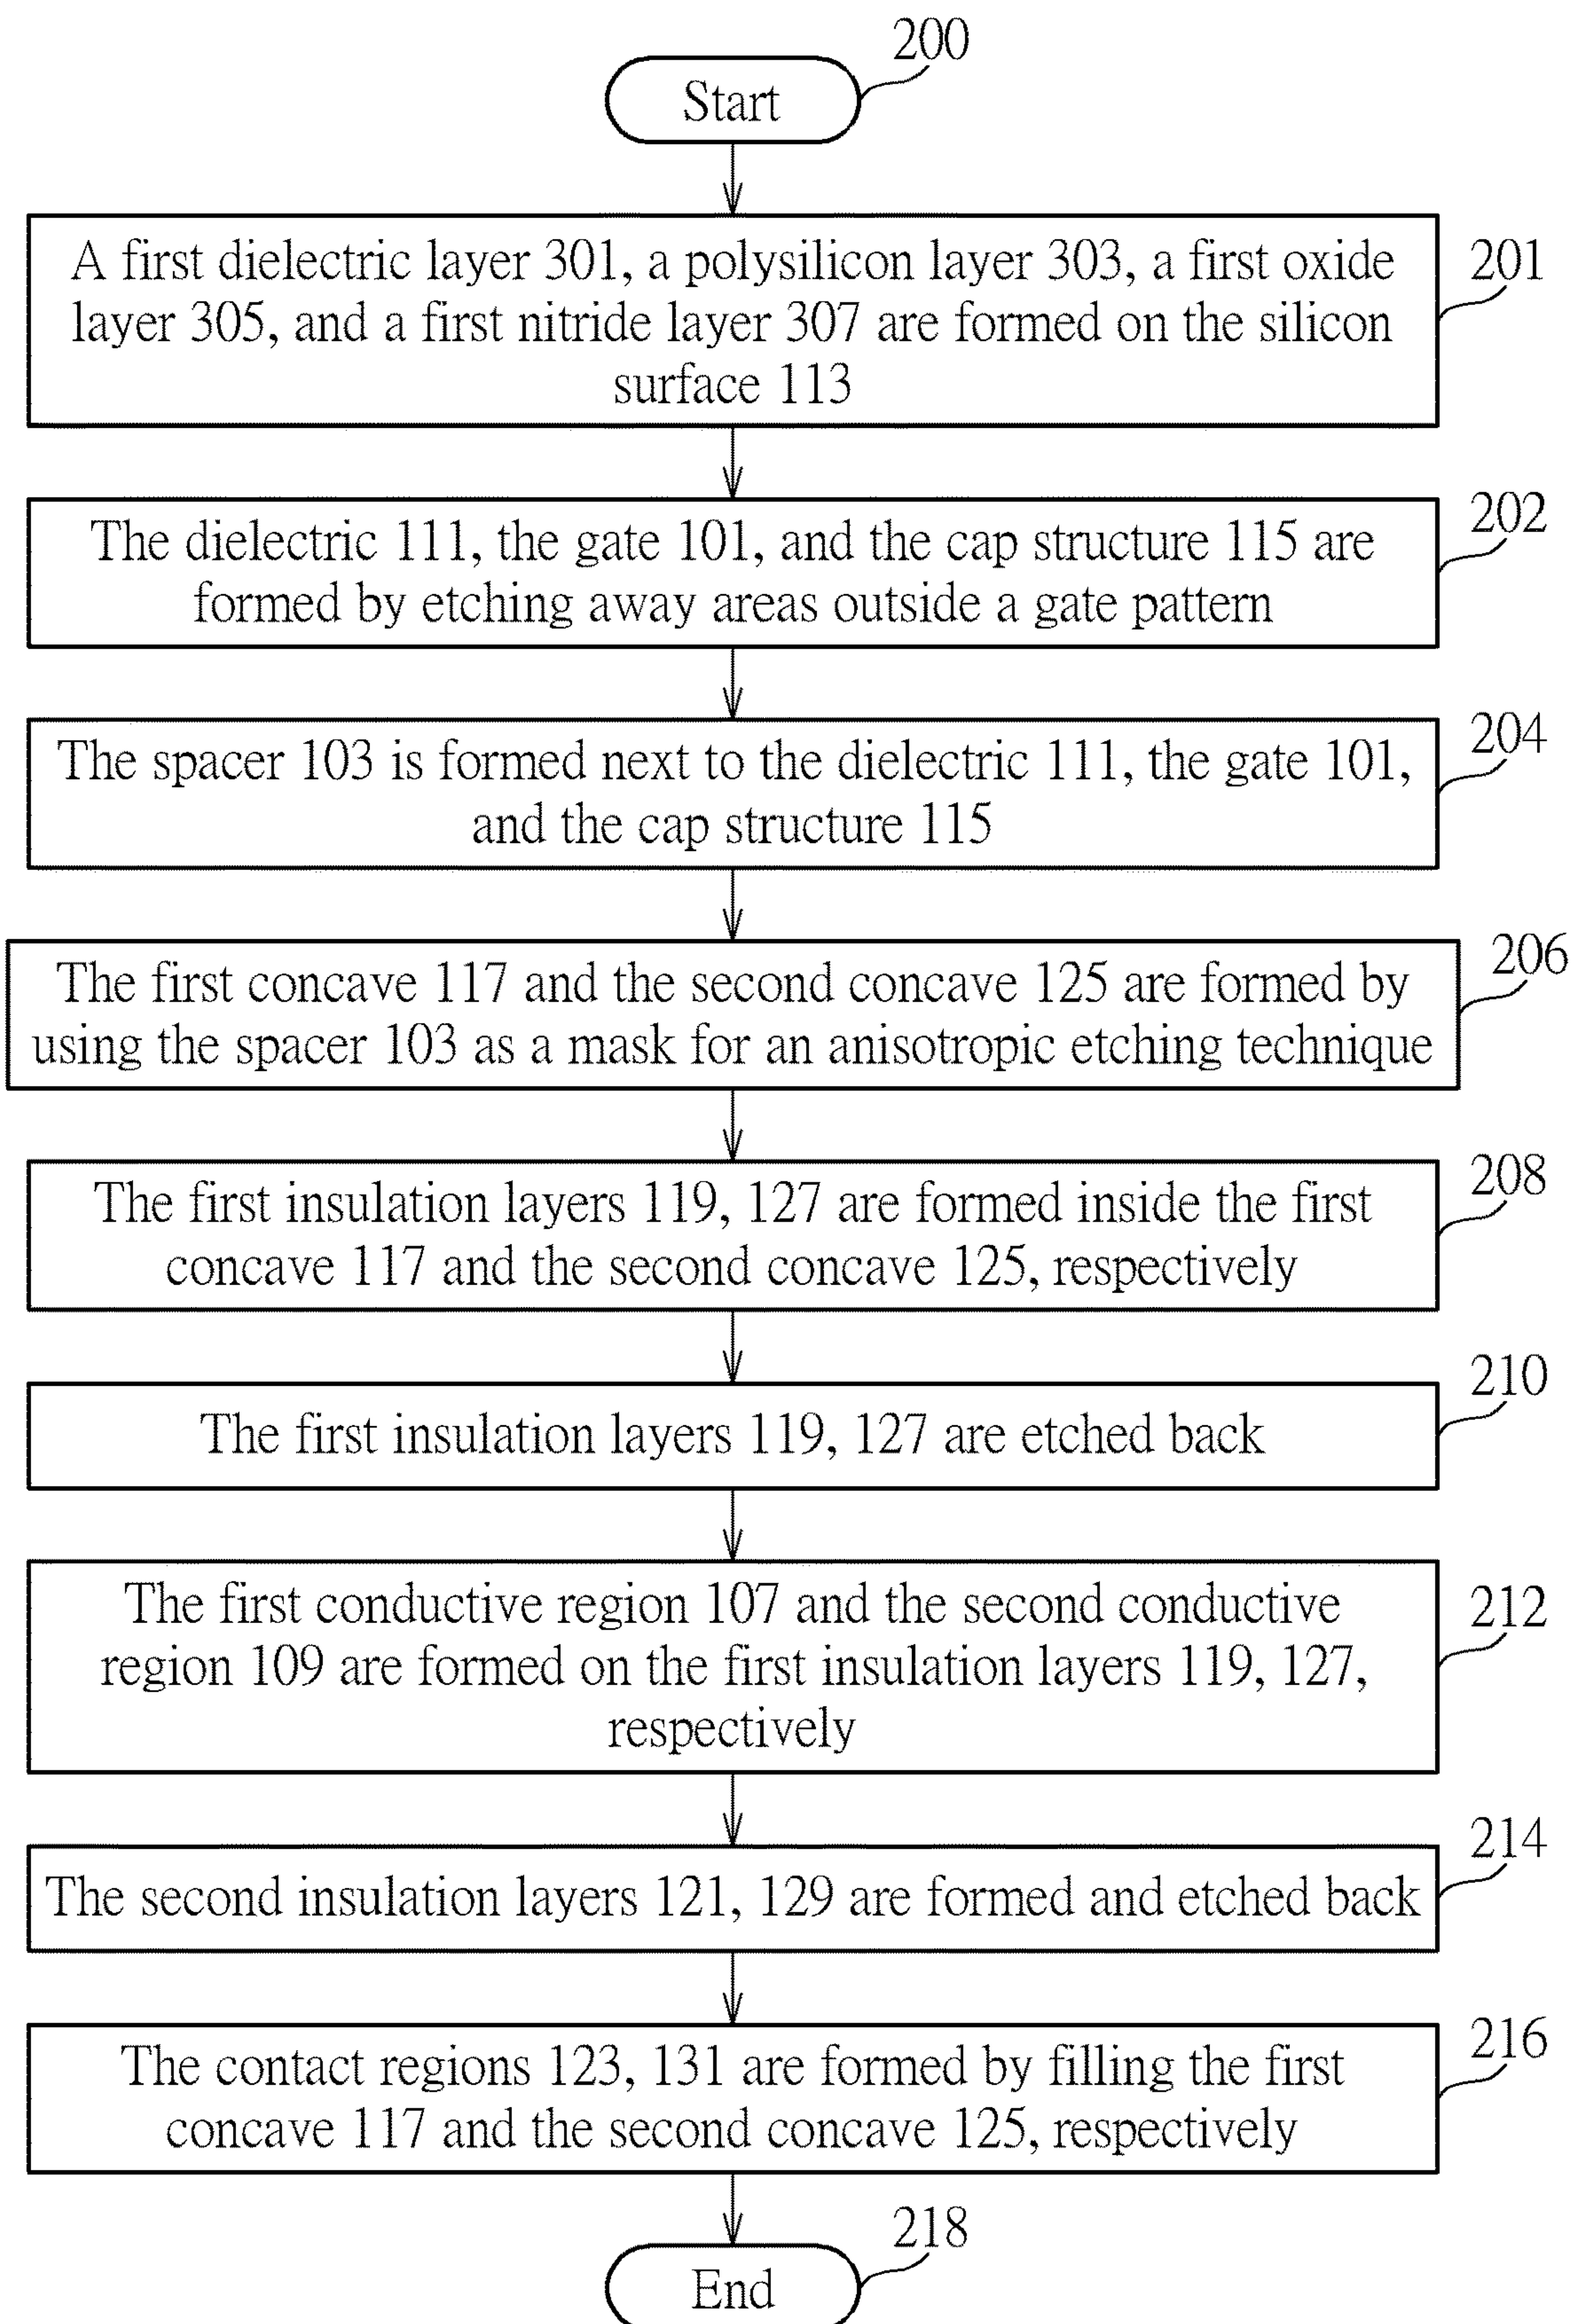 200
Start
201
A first dielectric layer 301, a polysilicon layer 303, a first oxide
layer 305, and a first nitride layer 307 are formed on the silicon
surface 113
202
The dielectric 111, the gate 101, and the cap structure 115 are
formed by etching away areas outside a gate pattern
204
The spacer 103 is formed next to the dielectric 111, the gate 101,
and the cap structure 115
206
The first concave 117 and the second concave 125 are formed by
using the spacer 103 as a mask for an anisotropic etching technique
208
The first insulation layers 119, 127 are formed inside the first
concave 117 and the second concave 125, respectively
210
The first insulation layers 119, 127 are etched back
212
The first conductive region 107 and the second conductive
region 109 are formed on the first insulation layers 119, 127,
respectively
214
The second insulation layers 121, 129 are formed and etched back
216
The contact regions 123, 131 are formed by filling the first
concave 117 and the second concave 125, respectively
218
End